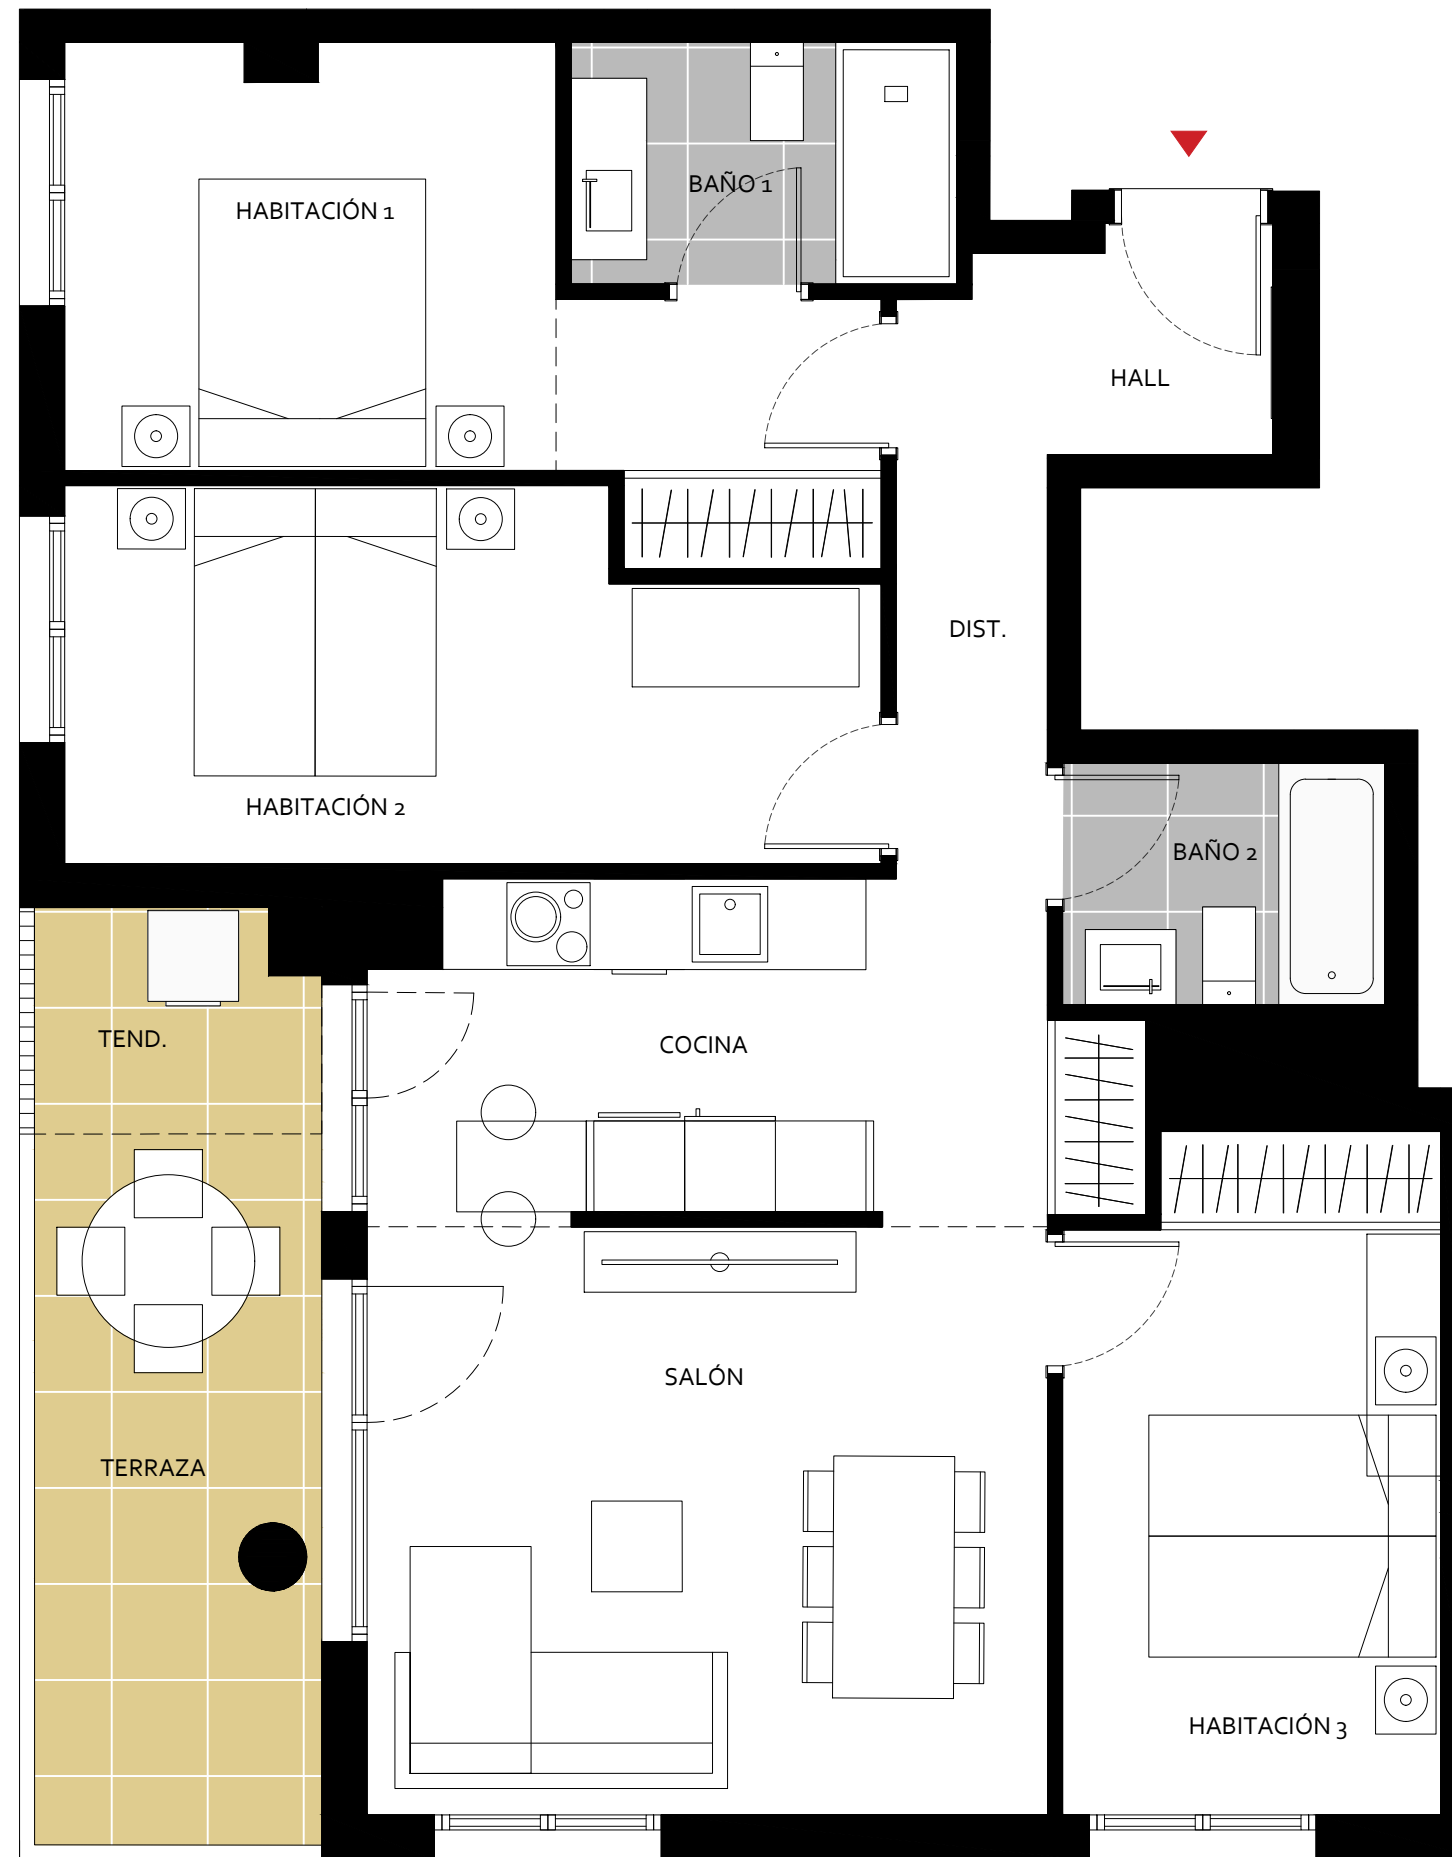 BAÑO 1
HABITACIÓN 1
HALL
DIST.
HABITACIÓN 2
BAÑO 2
TEND.
COCINA
SALÓN
TERRAZA
HABITACIÓN 3